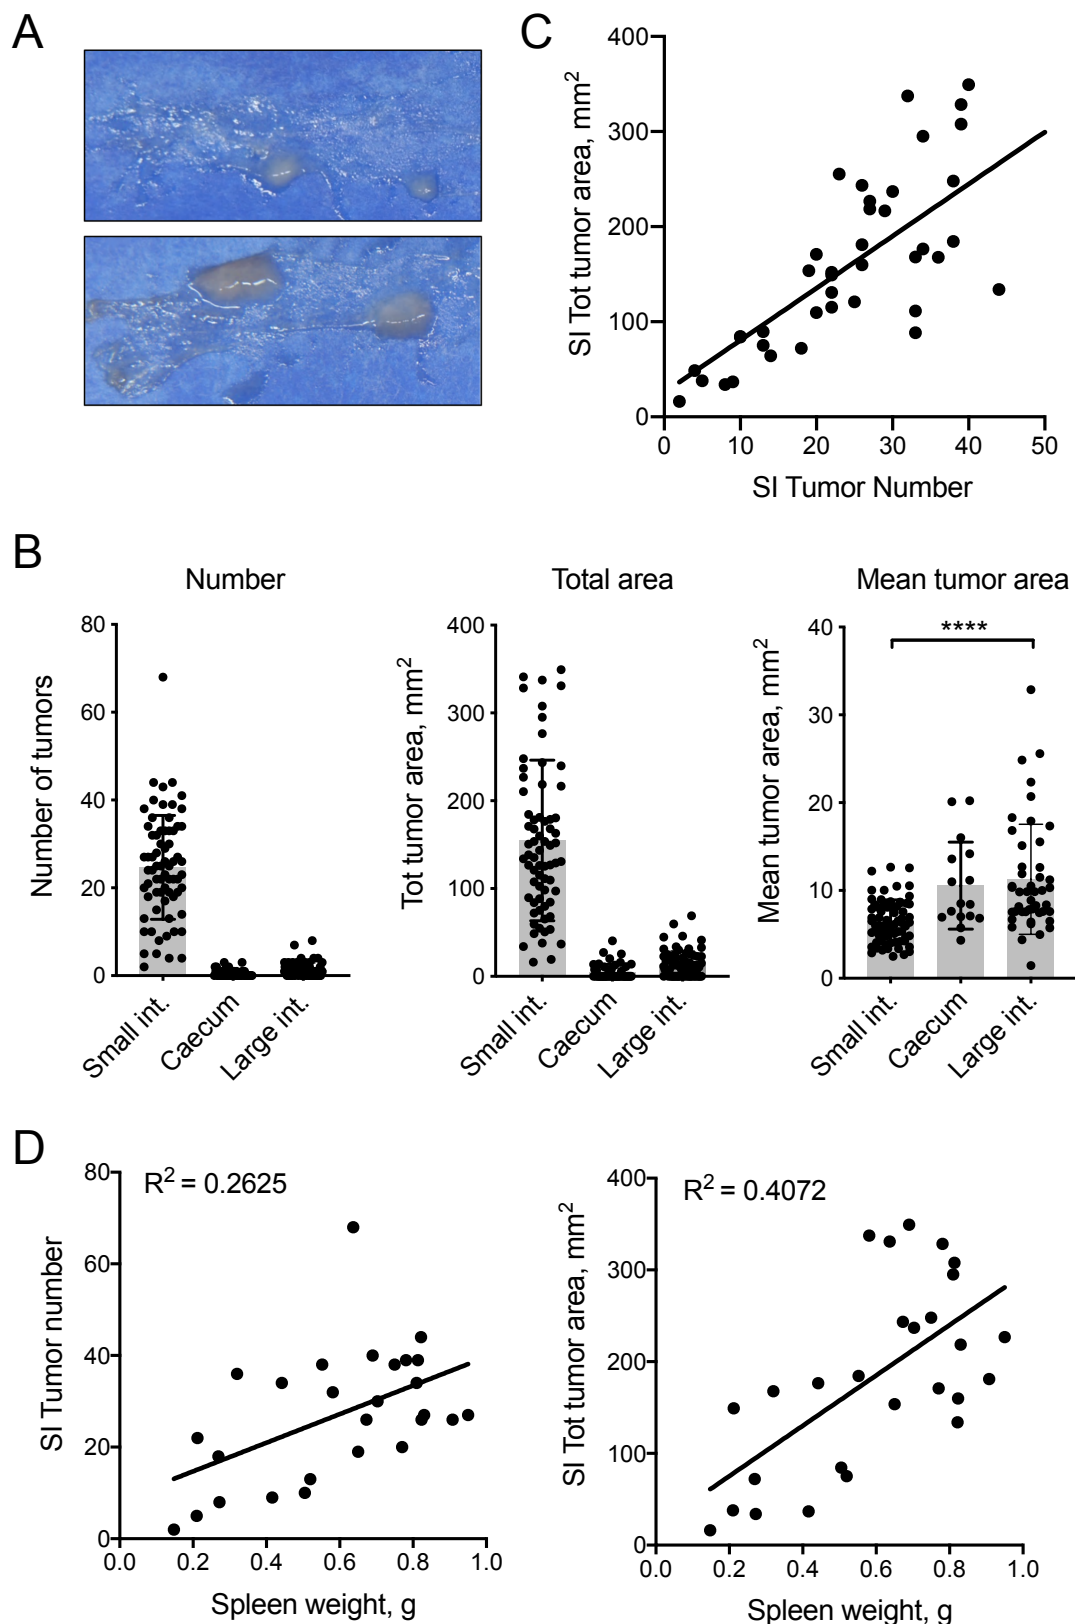 A
C
400
300
200
100
0
SI Tot tumor area, mm²
0 10 20 30 40 50
SI Tumor Number
B
Number
80
60
40
20
0
Number of tumors
Small int.
Caecum
Large int.
Total area
400
300
200
100
0
Tot tumor area, mm²
Small int.
Caecum
Large int.
Mean tumor area
****
40
30
20
10
0
Mean tumor area, mm²
Small int.
Caecum
Large int.
D
R² = 0.2625
80
60
40
20
0
SI Tumor number
0.0 0.2 0.4 0.6 0.8 1.0
Spleen weight, g
R² = 0.4072
400
300
200
100
0
SI Tot tumor area, mm²
0.0 0.2 0.4 0.6 0.8 1.0
Spleen weight, g